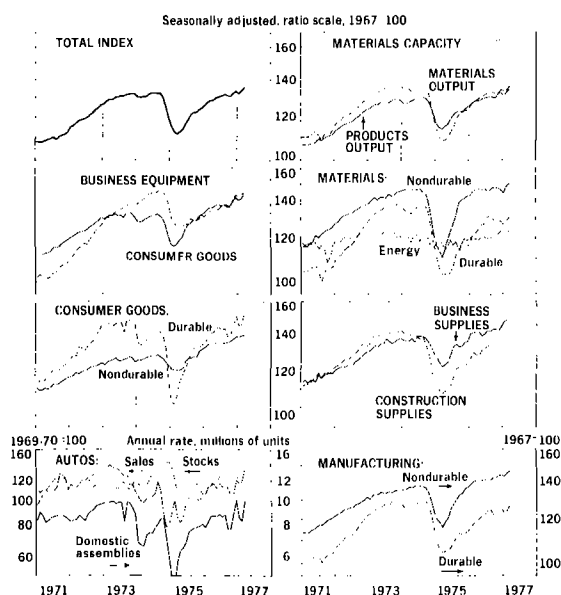 Seasonally adjusted, ratio scale, 1967 100
TOTAL INDEX
160
140
120
100
MATERIALS CAPACITY
MATERIALS
OUTPUT
PRODUCTS
OUTPUT
BUSINESS EQUIPMENT
CONSUMER GOODS
160
140
120
100
MATERIALS:
Nondurable
Energy
Durable
CONSUMER GOODS.
Durable
Nondurable
160
140
120
100
BUSINESS
SUPPLIES
CONSTRUCTION
SUPPLIES
1969-70 :100
Annual rate, millions of units
1967-100
160
120
100
80
60
AUTOS:
Salos
Stocks
Domestic
assemblies
16
12
10
8
6
MANUFACTURING:
Nondurable
Durable
160
140
120
100
1971 1973 1975 1977
1971 1973 1975 1977